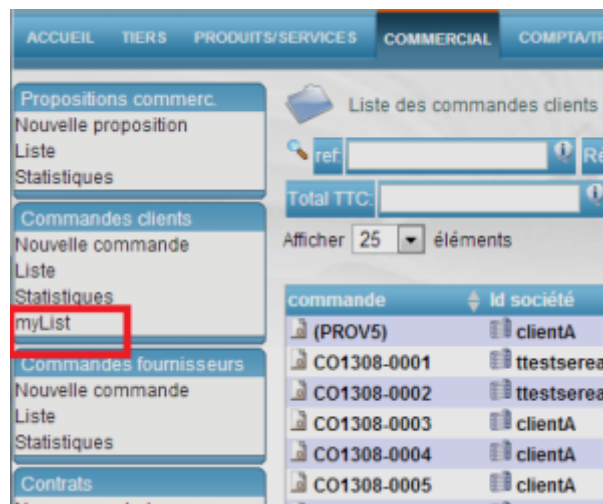 ACCUEIL TIERS PRODUITS/SERVICES COMMERCIAL
Propositions commerc.
Nouvelle proposition
Liste
Statistiques
Commandes clients
Nouvelle commande
Liste
Statistiques
myList
Commandes fournisseurs
Nouvelle commande
Liste
Statistiques
Contrats
Liste des commandes clients
ref:
Total TTC:
Afficher 25 éléments
commande Id société
(PROV5) clientA
CO1308-0001 ttestserea
CO1308-0002 ttestserea
CO1308-0003 clientA
CO1308-0004 clientA
CO1308-0005 clientA